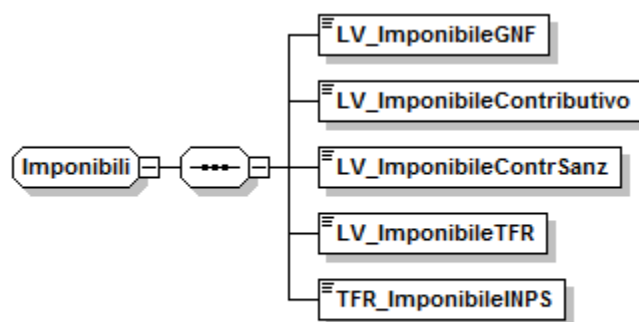 LV_ImponibileGNF
LV_ImponibileContributivo
Imponibili
LV_ImponibileContrSanz
LV_ImponibileTFR
TFR_ImponibileINPS